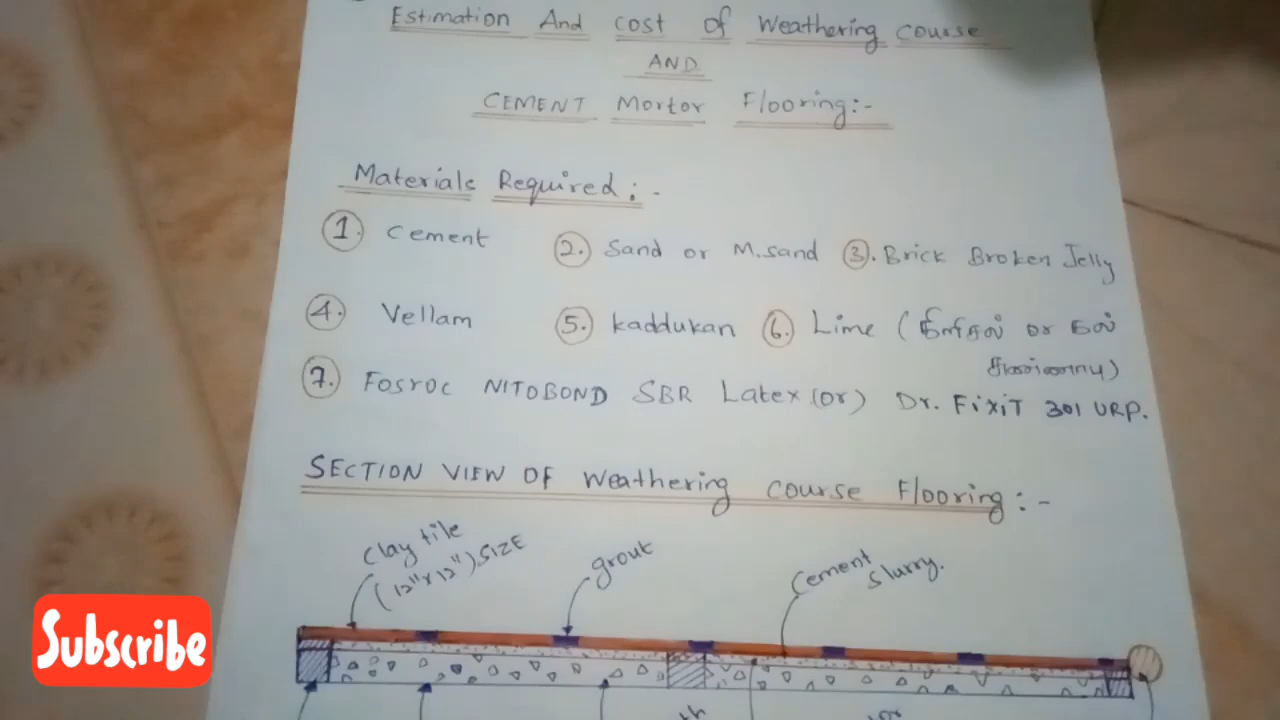 Estimation And cost of Weathering course
AND
CEMENT Mortor Flooring:-
Materials Required:-
1. Cement 2. Sand or M.sand 3. Brick Broken Jelly
4. Vellam 5. Kaddukan 6. Lime ( or கல்
7. Fosroc NITOBOND SBR Latex (or) Dr. FixiT 301 URP.
SECTION VIEW OF Weathering course Flooring:-
clay tile
(12"x12").SIZE
grout
Cement
slurry.
Subscribe